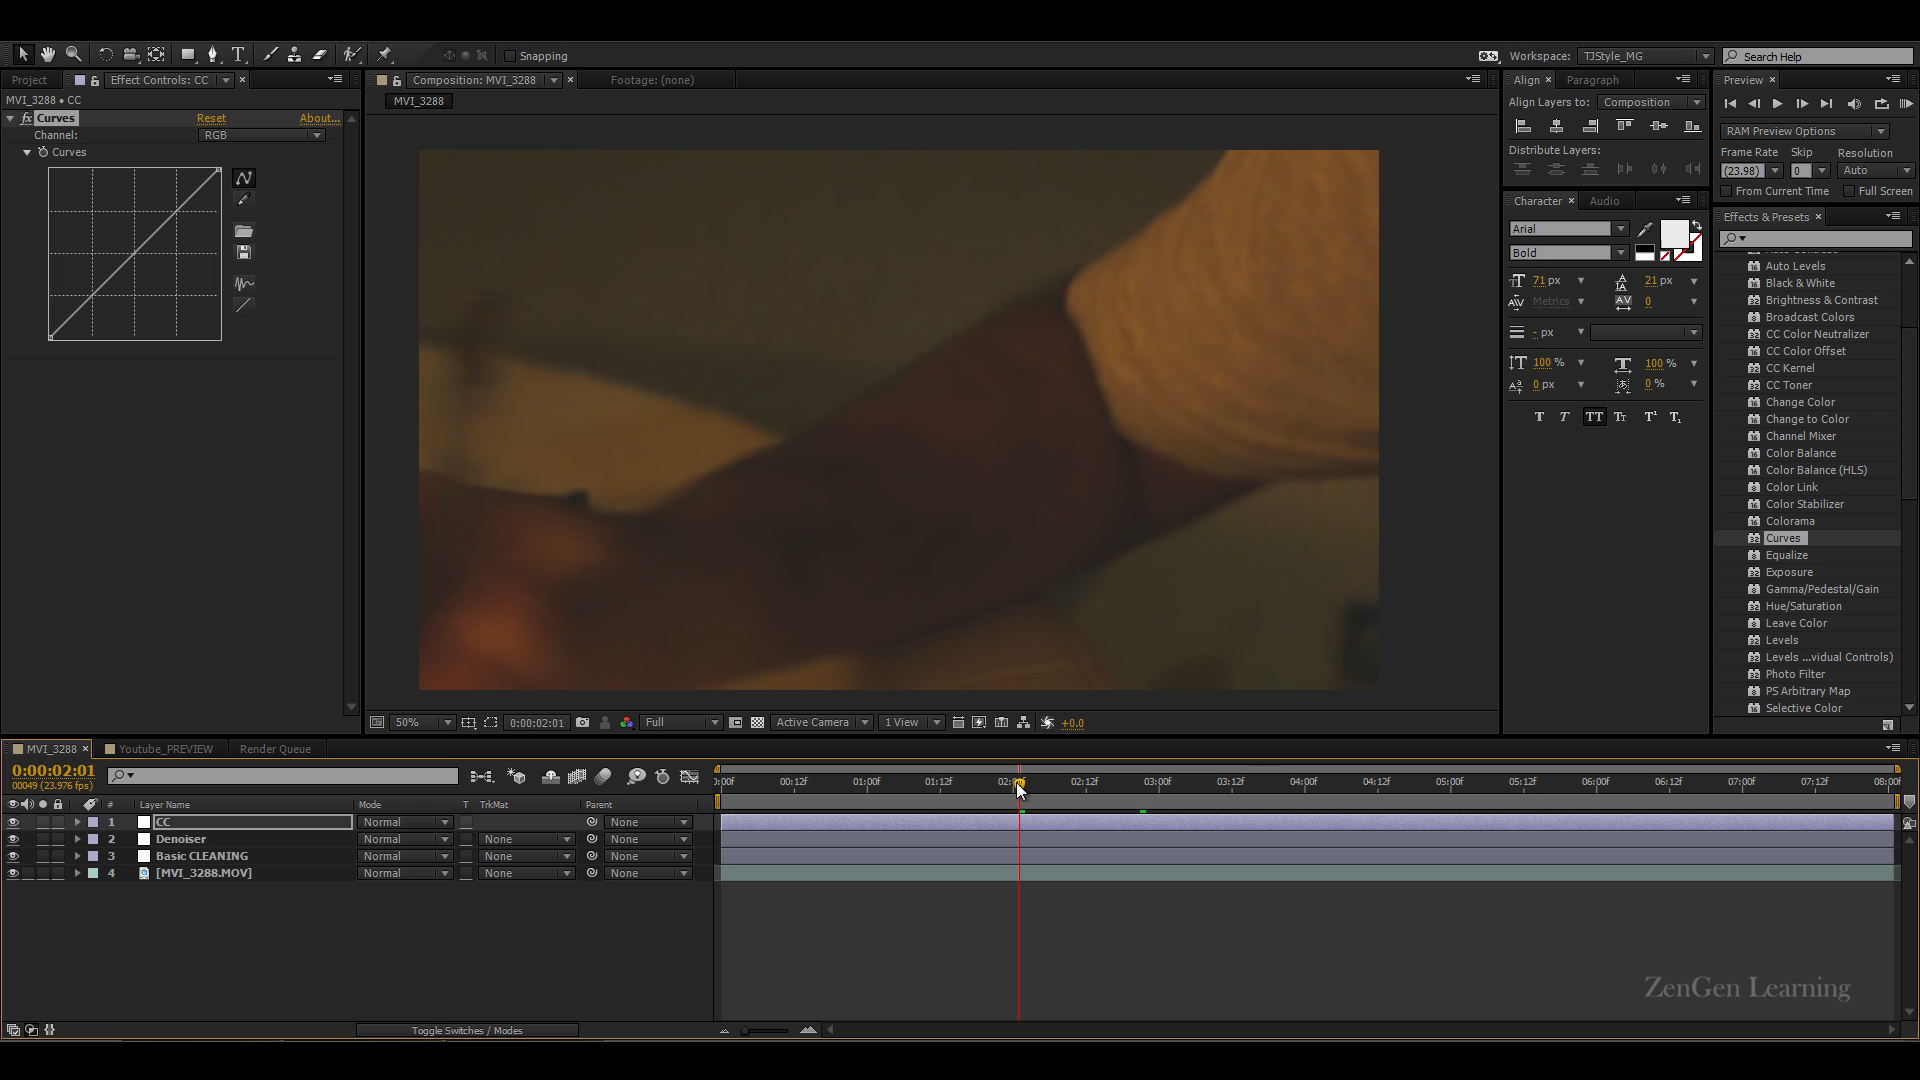 Snapping
Workspace: TJStyle_MG
Search Help
Project
Effect Controls: CC
Composition: MVI_3288
Footage: (none)
Align
Paragraph
Preview
MVI_3288 • CC
MVI_3288
Align Layers to: Composition
fx Curves Reset About...
Channel: RGB
Curves
RAM Preview Options
Distribute Layers:
Frame Rate Skip Resolution
(23.98) 0 Auto
From Current Time Full Screen
Character Audio
Effects & Presets
Arial
Bold
71 px 21 px
Metrics 0
- px
100 % 100 %
0 px 0 %
T T TT Tt T¹ T₁
Auto Levels
Black & White
Brightness & Contrast
Broadcast Colors
CC Color Neutralizer
CC Color Offset
CC Kernel
CC Toner
Change Color
Change to Color
Channel Mixer
Color Balance
Color Balance (HLS)
Color Link
Color Stabilizer
Colorama
Curves
Equalize
Exposure
Gamma/Pedestal/Gain
Hue/Saturation
Leave Color
Levels
Levels ...vidual Controls)
Photo Filter
PS Arbitrary Map
Selective Color
50% 0:00:02:01 Full Active Camera 1 View +0.0
MVI_3288 Youtube_PREVIEW Render Queue
0:00:02:01
00049 (23.976 fps)
:00f 00:12f 01:00f 01:12f 02:00f 02:12f 03:00f 03:12f 04:00f 04:12f 05:00f 05:12f 06:00f 06:12f 07:00f 07:12f 08:00f
# Layer Name Mode T TrkMat Parent
1 CC Normal None
2 Denoiser Normal None None
3 Basic CLEANING Normal None None
4 [MVI_3288.MOV] Normal None None
ZenGen Learning
Toggle Switches / Modes